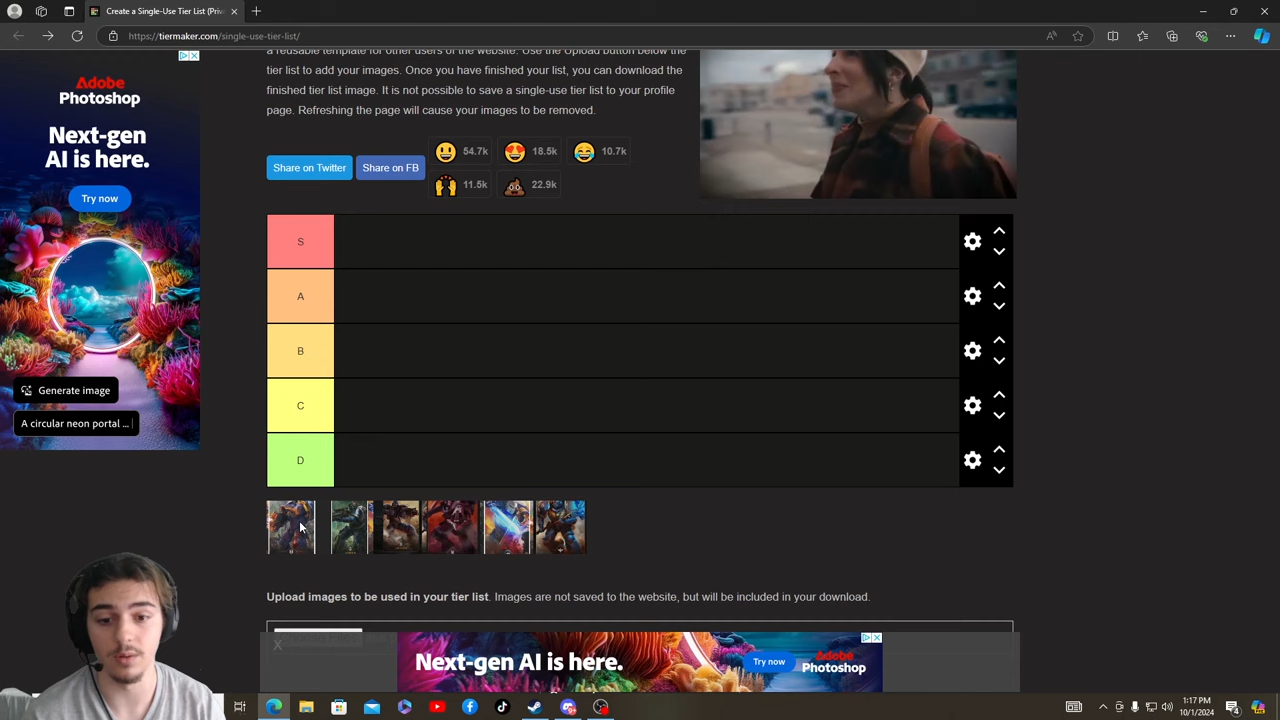 Create a Single-Use Tier List (Priv
https://tiermaker.com/single-use-tier-list/
a reusable template for other users of the website. Use the Upload button below the
tier list to add your images. Once you have finished your list, you can download the
finished tier list image. It is not possible to save a single-use tier list to your profile
page. Refreshing the page will cause your images to be removed.
Share on Twitter
Share on FB
54.7k
18.5k
10.7k
11.5k
22.9k
Adobe
Photoshop
Next-gen
AI is here.
Try now
Generate image
A circular neon portal ...
S
A
B
C
D
Upload images to be used in your tier list. Images are not saved to the website, but will be included in your download.
X
Next-gen AI is here.
Try now
Adobe
Photoshop
1:17 PM
10/1/2024